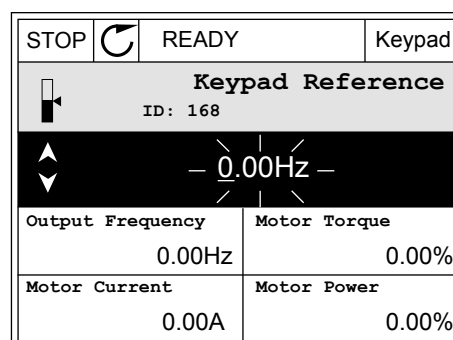 STOP READY Keypad
Keypad Reference
ID: 168
0.00Hz
Output Frequency Motor Torque
0.00Hz 0.00%
Motor Current Motor Power
0.00A 0.00%